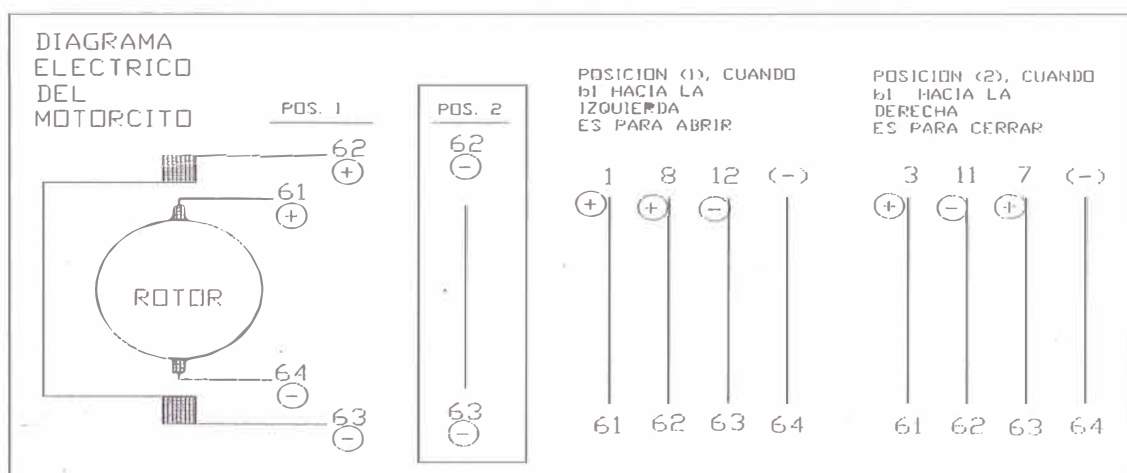 DIAGRAMA
ELECTRICO
DEL
MOTORCITO
POS. 1
62
(+)
61
(+)
ROTOR
64
(-)
63
(-)
POS. 2
62
(-)
63
(-)
POSICION (1), CUANDO
b1 HACIA LA
IZQUIERDA
ES PARA ABRIR
1 8 12 (-)
(+) (+) (-)
61 62 63 64
POSICION (2), CUANDO
b1 HACIA LA
DERECHA
ES PARA CERRAR
3 11 7 (-)
(+) (-) (+)
61 62 63 64